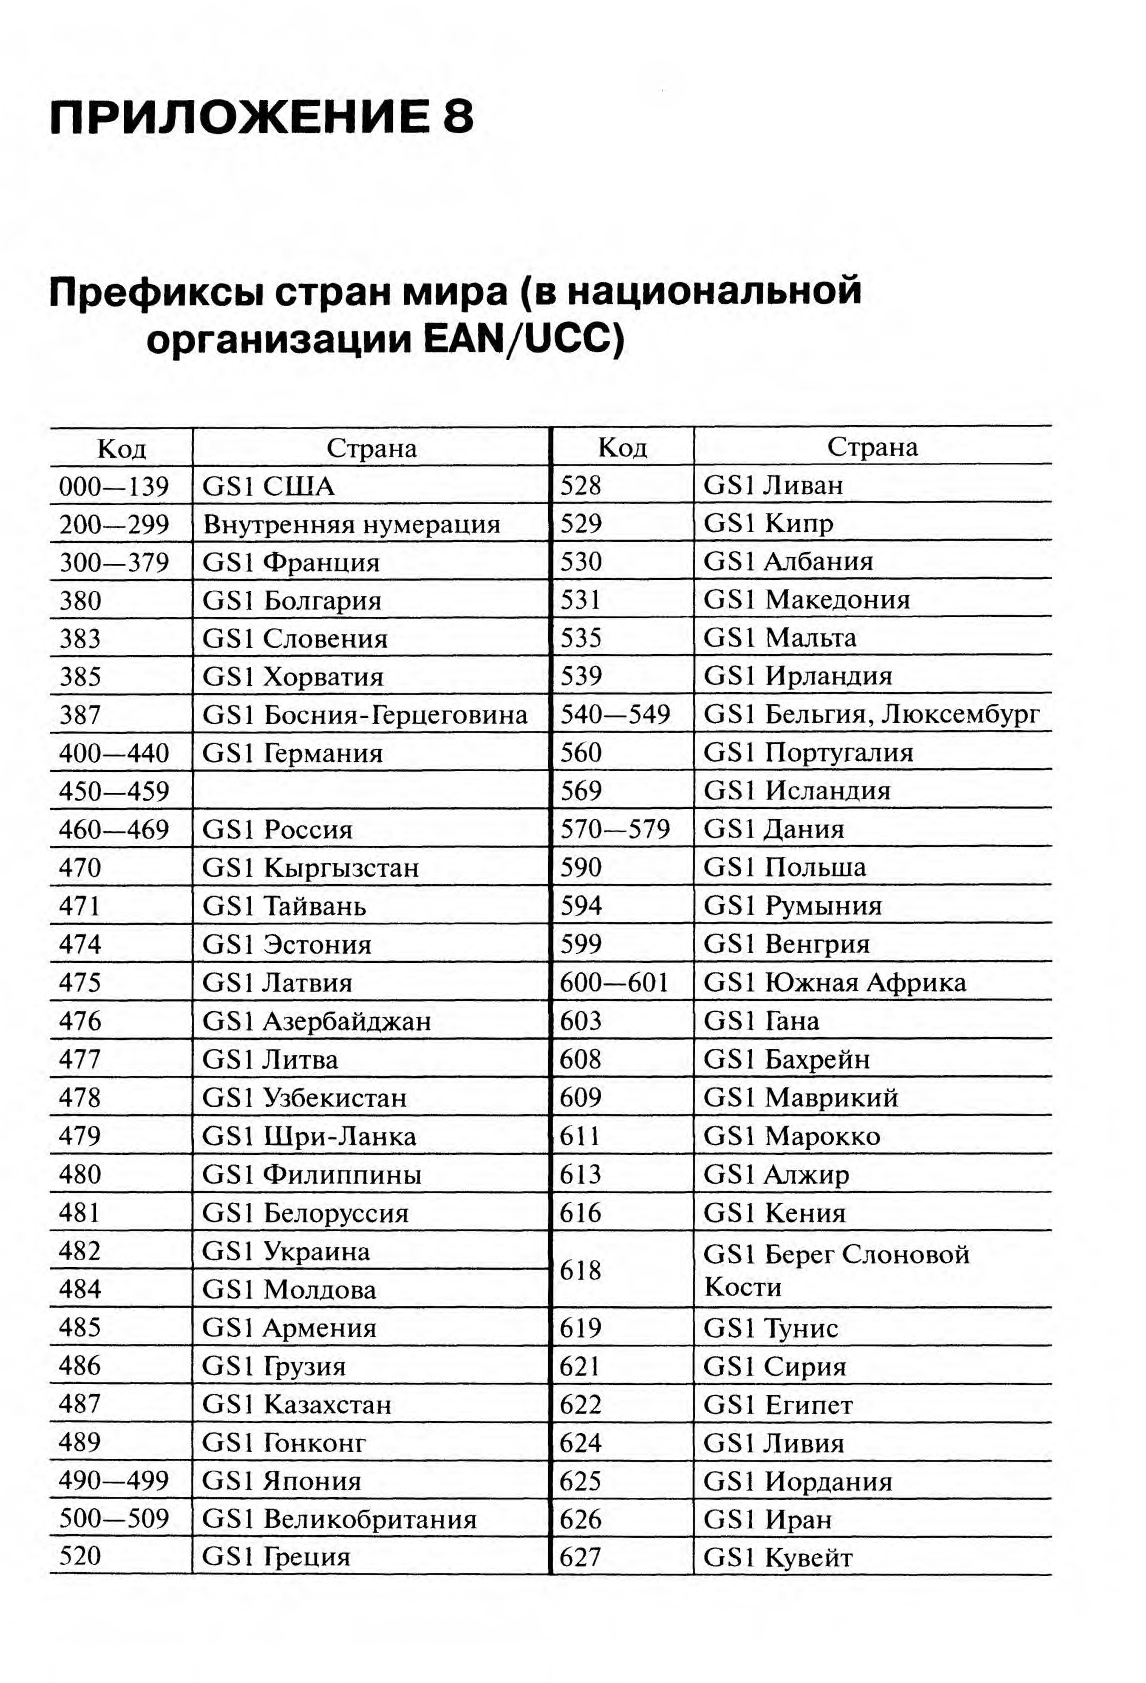 ПРИЛОЖЕНИЕ 8
Префиксы стран мира (в национальной
организации EAN/UCC)
Код Страна Код Страна
000—139 GS1 США 528 GS1 Ливан
200—299 Внутренняя нумерация 529 GS1 Кипр
300—379 GS1 Франция 530 GS1 Албания
380 GS1 Болгария 531 GS1 Македония
383 GS1 Словения 535 GS1 Мальта
385 GS1 Хорватия 539 GS1 Ирландия
387 GS1 Босния-Герцеговина 540—549 GS1 Бельгия, Люксембург
400—440 GS1 Германия 560 GS1 Португалия
450—459 569 GS1 Исландия
460—469 GS1 Россия 570—579 GS1 Дания
470 GS1 Кыргызстан 590 GS1 Польша
471 GS1 Тайвань 594 GS1 Румыния
474 GS1 Эстония 599 GS1 Венгрия
475 GS1 Латвия 600—601 GS1 Южная Африка
476 GS1 Азербайджан 603 GS1 Гана
477 GS1 Литва 608 GS1 Бахрейн
478 GS1 Узбекистан 609 GS1 Маврикий
479 GS1 Шри-Ланка 611 GS1 Марокко
480 GS1 Филиппины 613 GS1 Алжир
481 GS1 Белоруссия 616 GS1 Кения
482 GS1 Украина 618 GS1 Берег Слоновой
484 GS1 Молдова Кости
485 GS1 Армения 619 GS1 Тунис
486 GS1 Грузия 621 GS1 Сирия
487 GS1 Казахстан 622 GS1 Египет
489 GS1 Гонконг 624 GS1 Ливия
490—499 GS1 Япония 625 GS1 Иордания
500—509 GS1 Великобритания 626 GS1 Иран
520 GS1 Греция 627 GS1 Кувейт